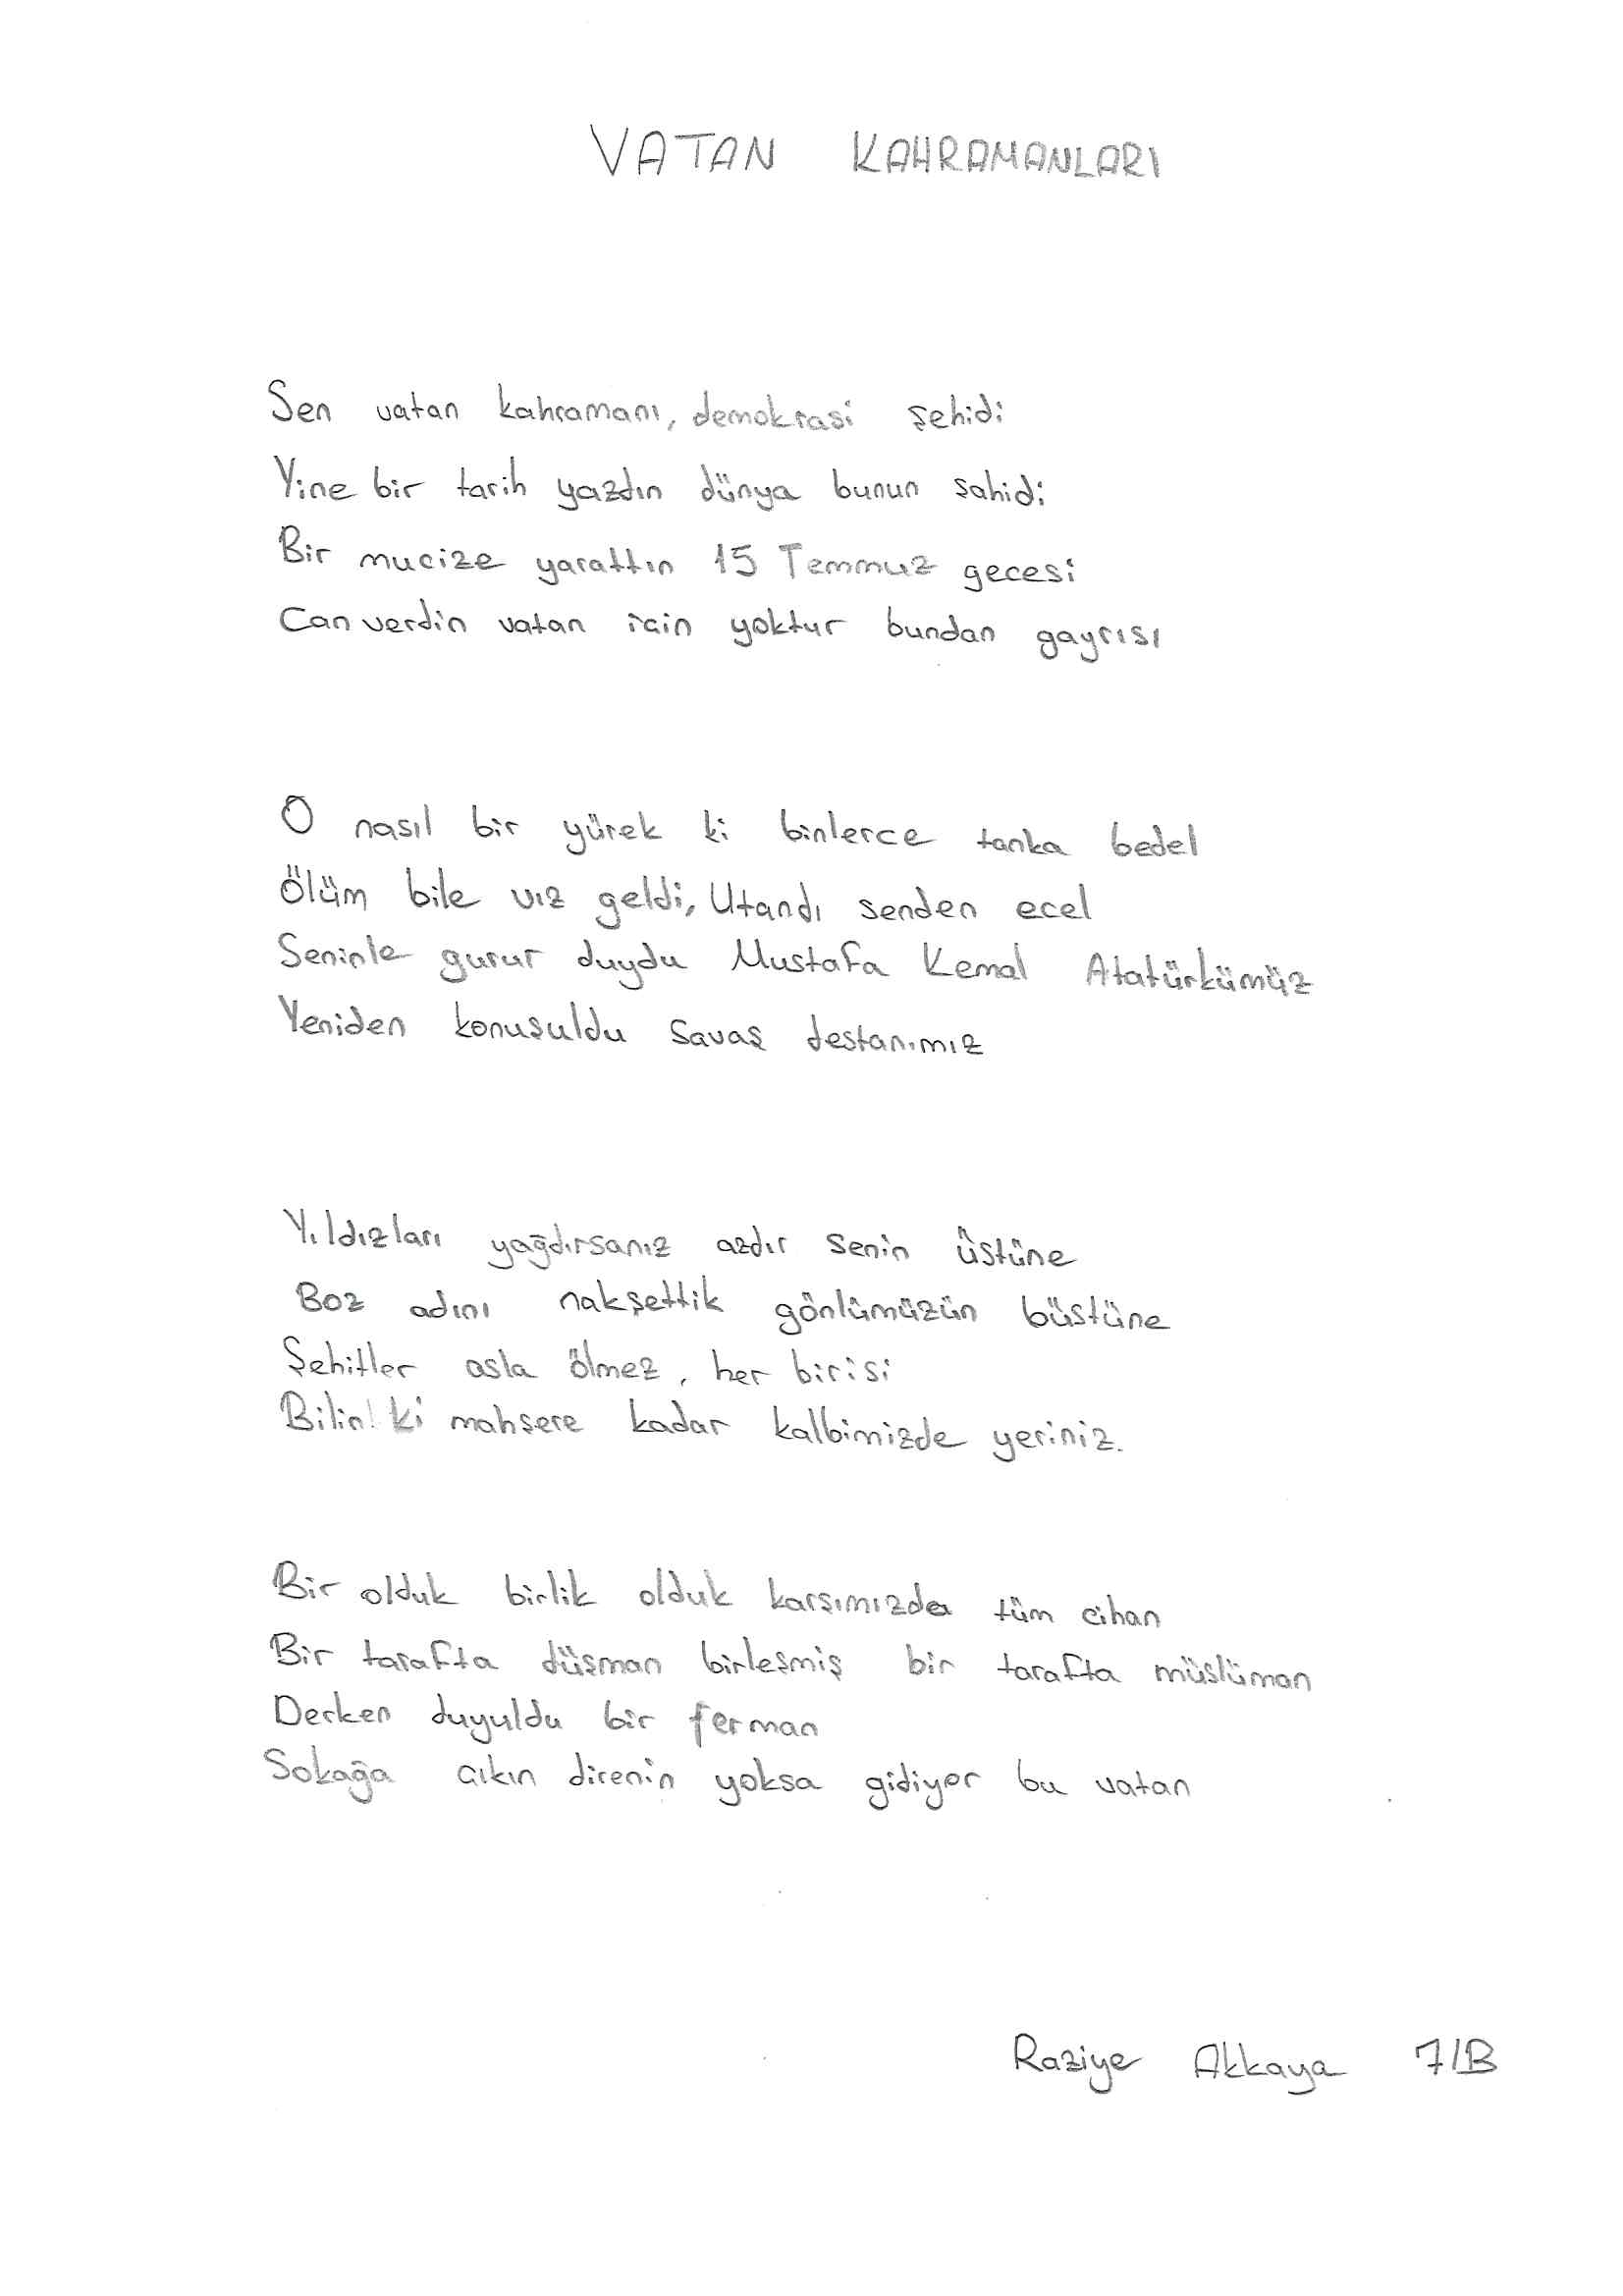 VATAN KAHRAMANLARI
Sen vatan kahramanı, demokrasi şehidi
Yine bir tarih yazdın dünya bunun sahidi
Bir mucize yarattın 15 Temmuz gecesi
Can verdin vatan icin yoktur bundan gayrısı
O nasıl bir yürek ki binlerce tanka bedel
Ölüm bile vız geldi, Utandı senden ecel
Seninle gurur duydu Mustafa Kemal Atatürkümüz
Yeniden konuşuldu Savaş destanımız
Yıldızları yağdırsanız azdır senin üstüne
Boz adını nakşettik gönlümüzün büstüne
Şehitler asla ölmez, her birisi
Bilin! ki mahsere kadar kalbimizde yeriniz.
Bir olduk birlik olduk karşımızda tüm cihan
Bir tarafta düşman birleşmiş bir tarafta müslüman
Derken duyuldu bir ferman
Sokağa cıkın direnin yoksa gidiyor bu vatan
Raziye Akkaya 7/B